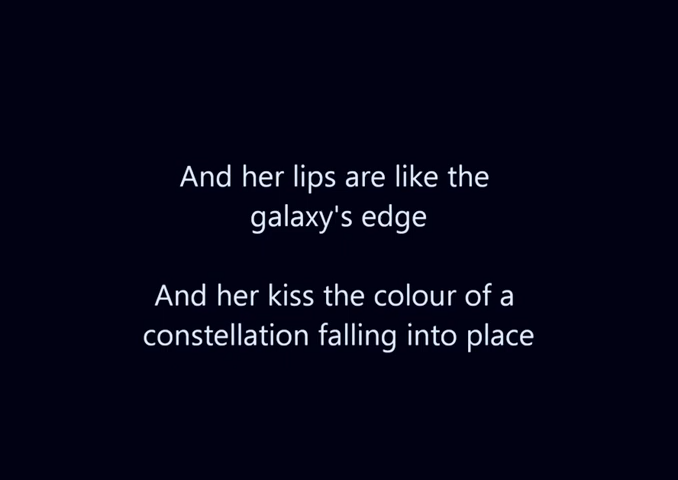 And her lips are like the
galaxy's edge
And her kiss the colour of a
constellation falling into place